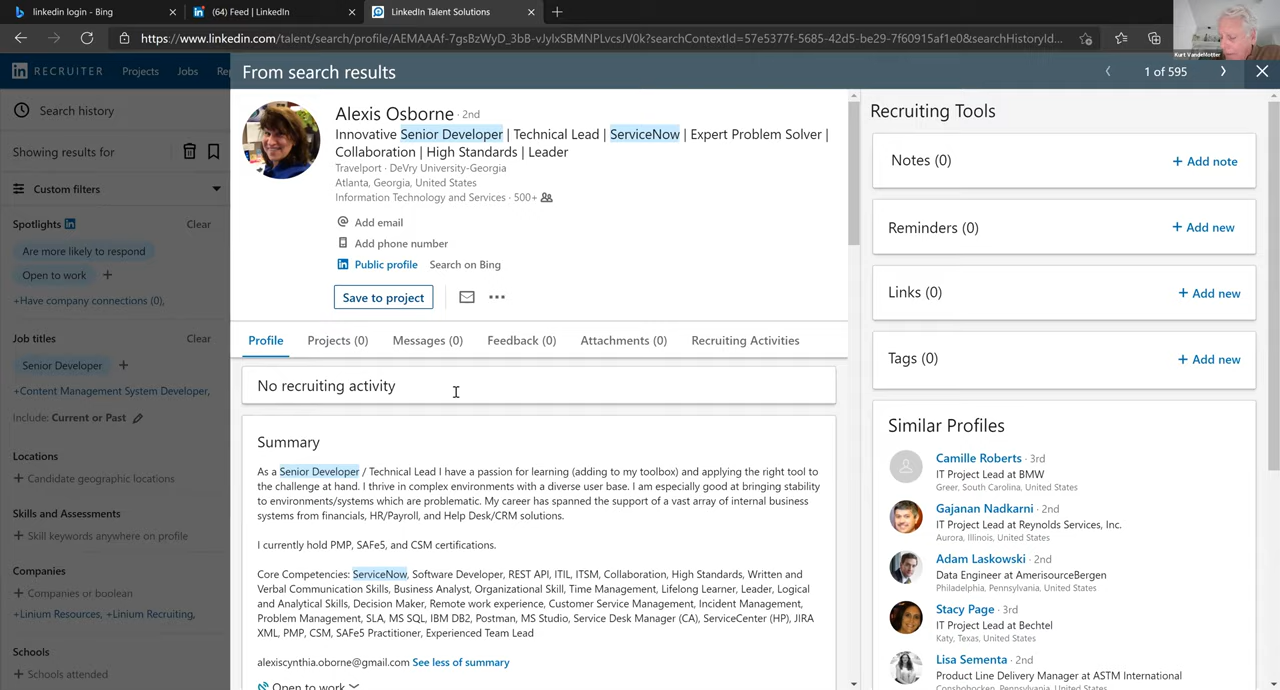 linkedin login - Bing
(64) Feed | LinkedIn
LinkedIn Talent Solutions
https://www.linkedin.com/talent/search/profile/AEMAAAf-7gsBzWyD_3bB-vJylxSBMNPLvcsJV0k?searchContextId=57e5377f-5685-42d5-be29-7f60915af1e0&searchHistoryId...
Kurt VandeMotter
in RECRUITER
Projects
Jobs
Rep
From search results
1 of 595
Search history
Showing results for
Custom filters
Spotlights in
Clear
Are more likely to respond
Open to work
+Have company connections (0),
Job titles
Clear
Senior Developer
+Content Management System Developer,
Include: Current or Past
Locations
+ Candidate geographic locations
Skills and Assessments
+ Skill keywords anywhere on profile
Companies
+ Companies or boolean
+Linium Resources, +Linium Recruiting,
Schools
+ Schools attended
Alexis Osborne · 2nd
Innovative Senior Developer | Technical Lead | ServiceNow | Expert Problem Solver |
Collaboration | High Standards | Leader
Travelport · DeVry University-Georgia
Atlanta, Georgia, United States
Information Technology and Services · 500+
@ Add email
Add phone number
in Public profile
Search on Bing
Save to project
Profile
Projects (0)
Messages (0)
Feedback (0)
Attachments (0)
Recruiting Activities
No recruiting activity
Summary
As a Senior Developer / Technical Lead I have a passion for learning (adding to my toolbox) and applying the right tool to
the challenge at hand. I thrive in complex environments with a diverse user base. I am especially good at bringing stability
to environments/systems which are problematic. My career has spanned the support of a vast array of internal business
systems from financials, HR/Payroll, and Help Desk/CRM solutions.
I currently hold PMP, SAFe5, and CSM certifications.
Core Competencies: ServiceNow, Software Developer, REST API, ITIL, ITSM, Collaboration, High Standards, Written and
Verbal Communication Skills, Business Analyst, Organizational Skill, Time Management, Lifelong Learner, Leader, Logical
and Analytical Skills, Decision Maker, Remote work experience, Customer Service Management, Incident Management,
Problem Management, SLA, MS SQL, IBM DB2, Postman, MS Studio, Service Desk Manager (CA), ServiceCenter (HP), JIRA
XML, PMP, CSM, SAFe5 Practitioner, Experienced Team Lead
alexiscynthia.oborne@gmail.com See less of summary
Open to work
Recruiting Tools
Notes (0)
+ Add note
Reminders (0)
+ Add new
Links (0)
+ Add new
Tags (0)
+ Add new
Similar Profiles
Camille Roberts · 3rd
IT Project Lead at BMW
Greer, South Carolina, United States
Gajanan Nadkarni · 2nd
IT Project Lead at Reynolds Services, Inc.
Aurora, Illinois, United States
Adam Laskowski · 2nd
Data Engineer at AmerisourceBergen
Philadelphia, Pennsylvania, United States
Stacy Page · 3rd
IT Project Lead at Bechtel
Katy, Texas, United States
Lisa Sementa · 2nd
Product Line Delivery Manager at ASTM International
Conshohocken, Pennsylvania, United States